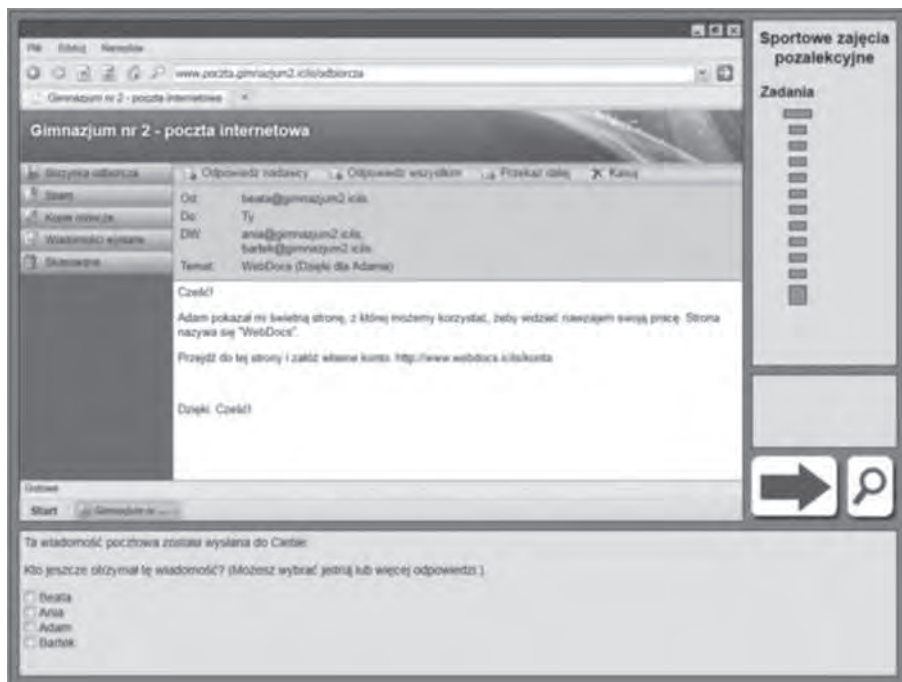 Plik Edytuj Narzędzia
www.poczta.gimnazjum2.icils/odbiorcza
Gimnazjum nr 2 - poczta internetowa
Gimnazjum nr 2 - poczta internetowa
Skrzynka odbiorcza
Spam
Kopie robocze
Wiadomości wysłane
Skasowane
Odpowiedz nadawcy Odpowiedz wszystkim Przekaż dalej Kasuj
Od: beata@gimnazjum2.icils
Do: Ty
DW: ania@gimnazjum2.icils,
bartek@gimnazjum2.icils
Temat: WebDocs (Dzięki dla Adama)
Cześć!
Adam pokazał mi świetną stronę, z której możemy korzystać, żeby widzieć nawzajem swoją pracę. Strona
nazywa się "WebDocs".
Przejdź do tej strony i załóż własne konto. http://www.webdocs.icils/konta
Dzięki. Cześć!
Gotowe
Start Gimnazjum nr ...
Sportowe zajęcia
pozalekcyjne
Zadania
Ta wiadomość pocztowa została wysłana do Ciebie.
Kto jeszcze otrzymał tę wiadomość? (Możesz wybrać jedną lub więcej odpowiedzi.)
Beata
Ania
Adam
Bartek